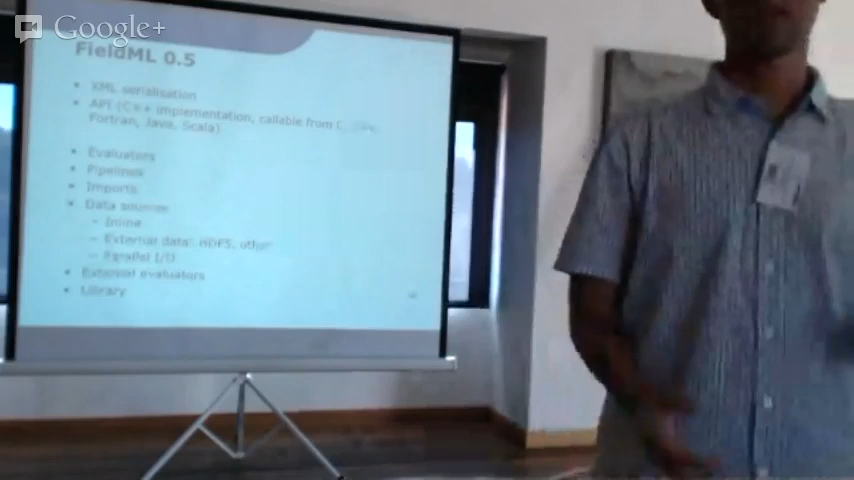 Google+
FieldML 0.5
• XML serialisation
• API (C++ implementation, callable from C,
Fortran, Java, Scala)
• Evaluators
• Pipelines
• Imports
• Data sources
– Inline
– External data: HDF5, other
– Parallel I/O
• External evaluators
• Library